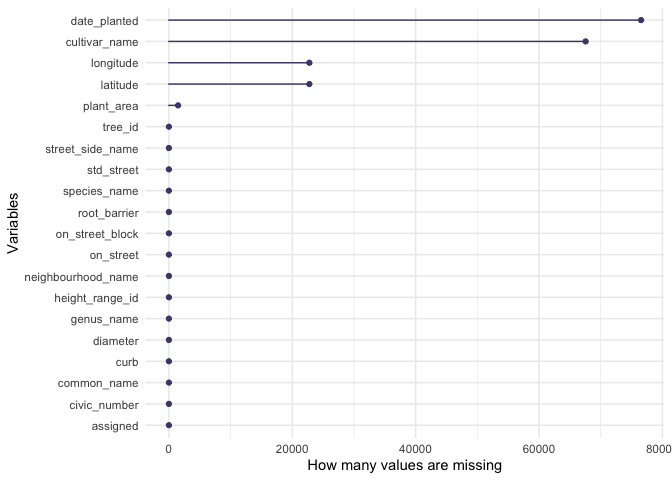 date_planted
cultivar_name
longitude
latitude
plant_area
tree_id
street_side_name
std_street
species_name
root_barrier
on_street_block
on_street
neighbourhood_name
height_range_id
genus_name
diameter
curb
common_name
civic_number
assigned
Variables
0 20000 40000 60000 8000
How many values are missing